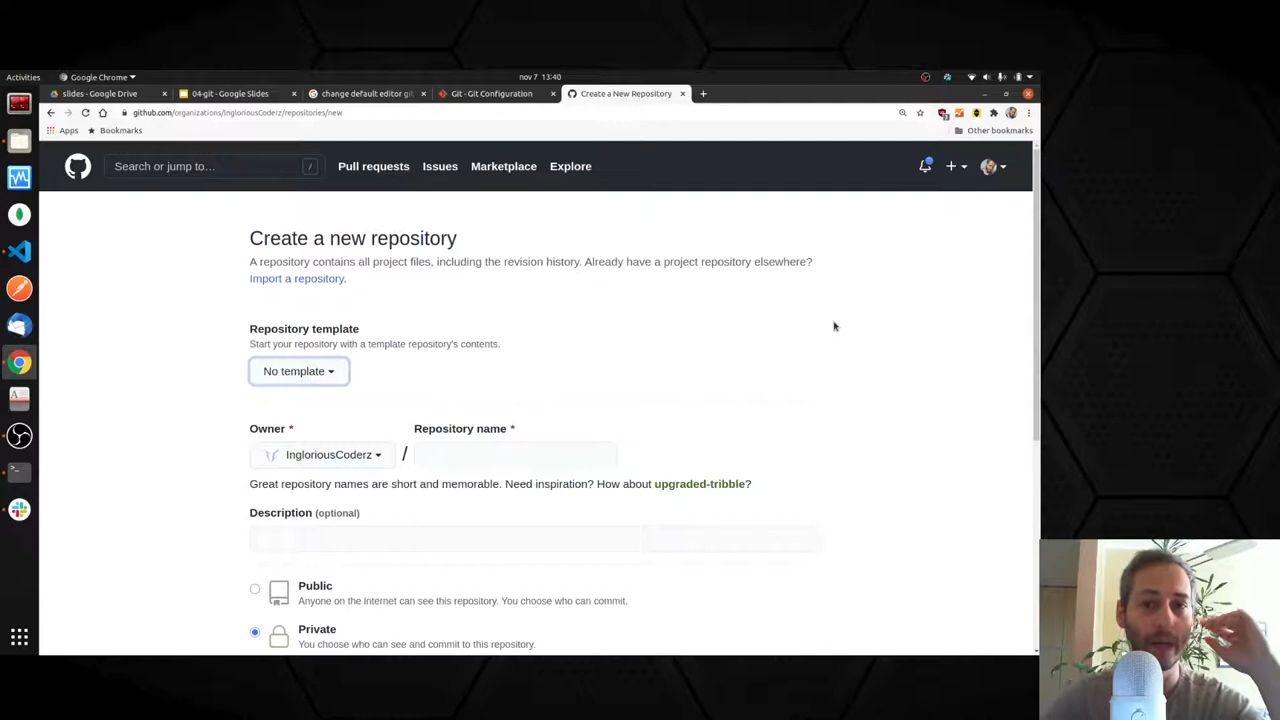 Activities
Google Chrome
nov 7 13:40
slides - Google Drive
04-git - Google Slides
change default editor git
Git - Git Configuration
Create a New Repository
github.com/organizations/IngloriousCoderz/repositories/new
Apps
Bookmarks
Other bookmarks
Search or jump to…
/
Pull requests
Issues
Marketplace
Explore
Create a new repository
A repository contains all project files, including the revision history. Already have a project repository elsewhere?
Import a repository.
Repository template
Start your repository with a template repository's contents.
No template
Owner *
Repository name *
IngloriousCoderz
/
Great repository names are short and memorable. Need inspiration? How about upgraded-tribble?
Description (optional)
Public
Anyone on the internet can see this repository. You choose who can commit.
Private
You choose who can see and commit to this repository.